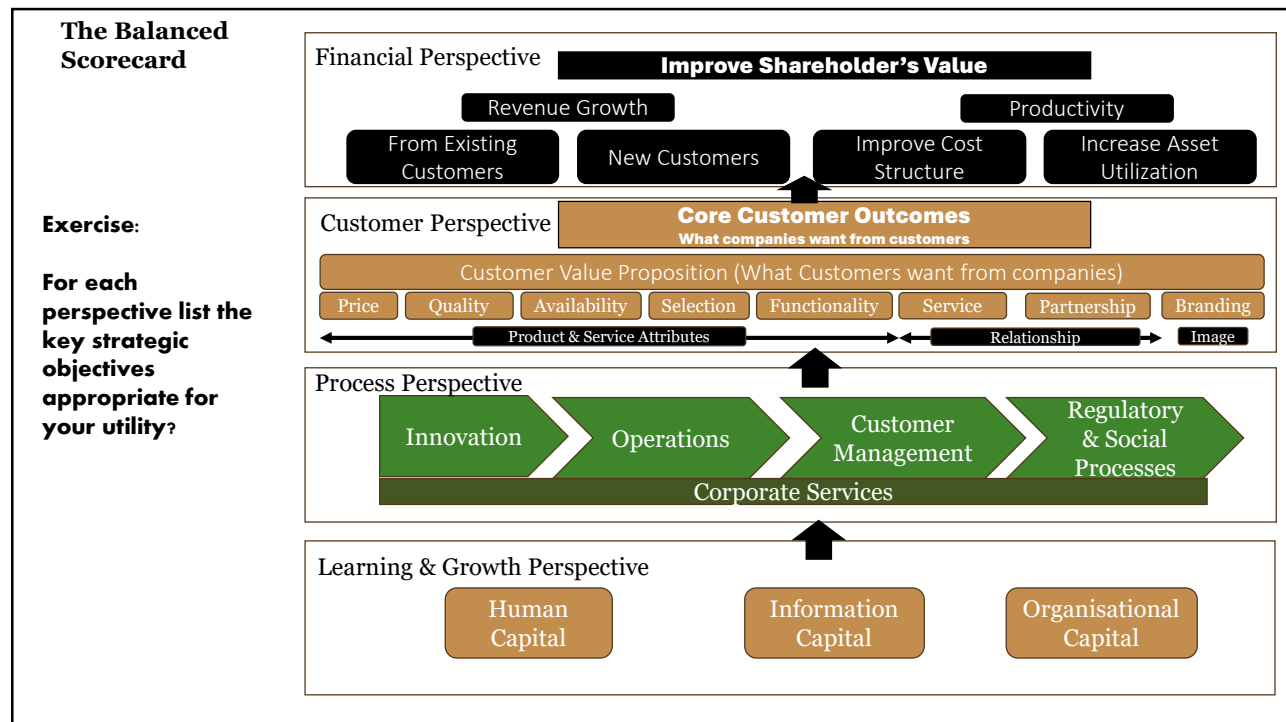 The Balanced
Scorecard
Exercise:
For each
perspective list the
key strategic
objectives
appropriate for
your utility?
Financial Perspective
Improve Shareholder’s Value
Revenue Growth
Productivity
From Existing
Customers
New Customers
Improve Cost
Structure
Increase Asset
Utilization
Customer Perspective
Core Customer Outcomes
What companies want from customers
Customer Value Proposition (What Customers want from companies)
Price
Quality
Availability
Selection
Functionality
Service
Partnership
Branding
Product & Service Attributes
Relationship
Image
Process Perspective
Innovation
Operations
Customer
Management
Regulatory
& Social
Processes
Corporate Services
Learning & Growth Perspective
Human
Capital
Information
Capital
Organisational
Capital